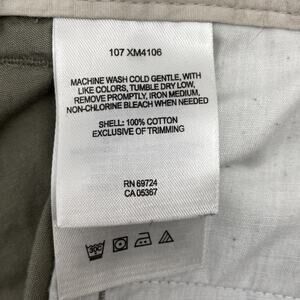 107 XM4106
MACHINE WASH COLD GENTLE, WITH
LIKE COLORS, TUMBLE DRY LOW,
REMOVE PROMPTLY, IRON MEDIUM,
NON-CHLORINE BLEACH WHEN NEEDED
SHELL: 100% COTTON
EXCLUSIVE OF TRIMMING
RN 69724
CA 05367